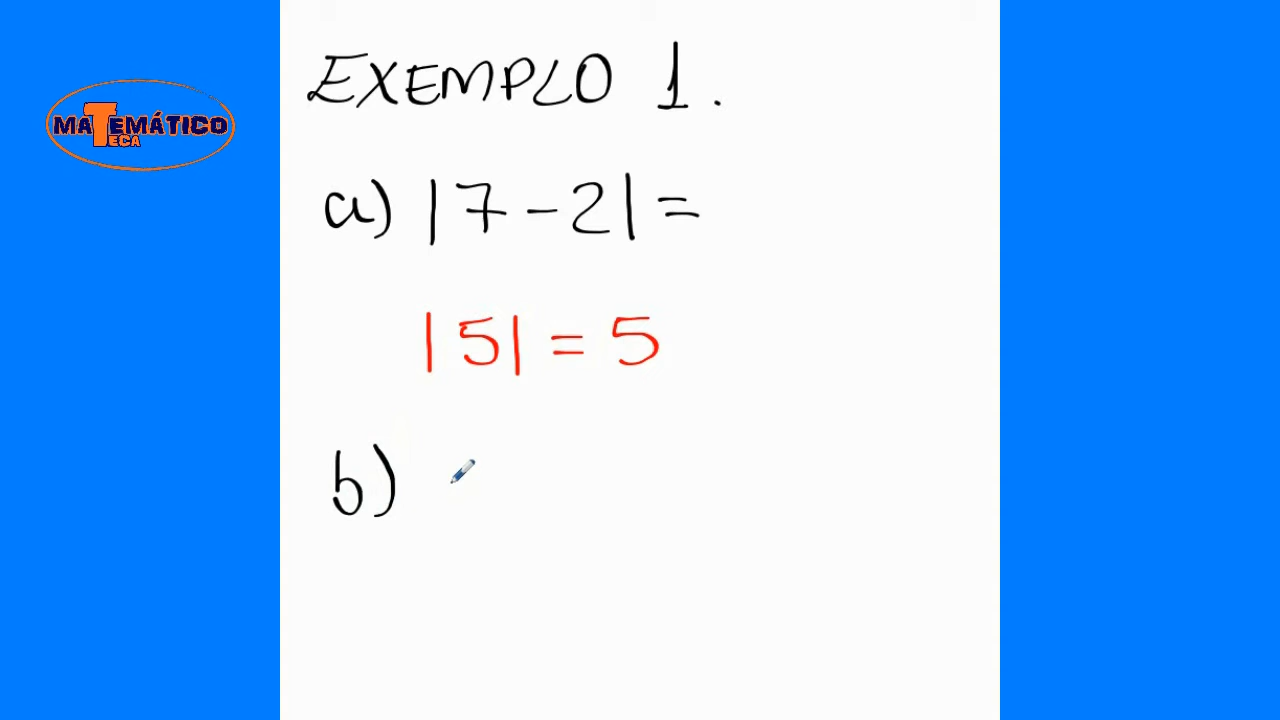 MATEMÁTICO
TECA
EXEMPLO 1.
a) |7-2|=
|5| = 5
b)